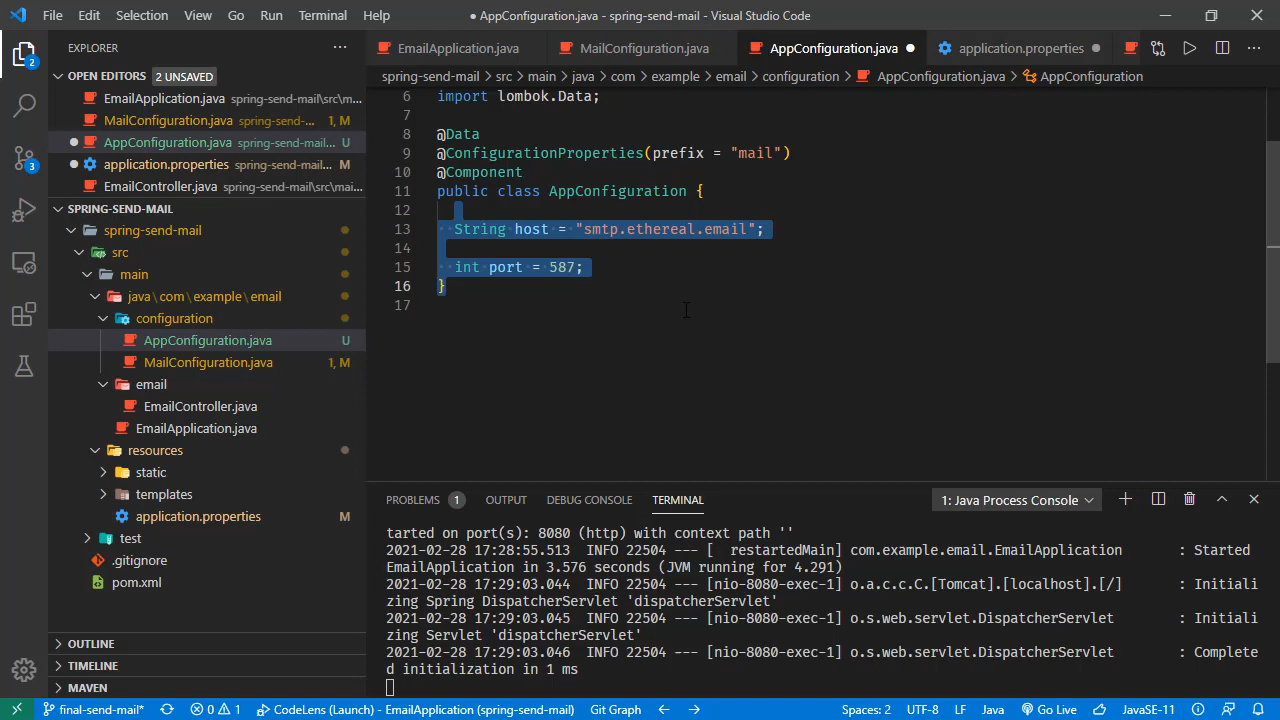 File Edit Selection View Go Run Terminal Help
● AppConfiguration.java - spring-send-mail - Visual Studio Code
EXPLORER
OPEN EDITORS 2 UNSAVED
EmailApplication.java spring-send-mail\src\ma...
MailConfiguration.java spring-send-... 1, M
AppConfiguration.java spring-send-mail... U
application.properties spring-send-mail... M
EmailController.java spring-send-mail\src\mai...
SPRING-SEND-MAIL
spring-send-mail
src
main
java\com\example\email
configuration
AppConfiguration.java U
MailConfiguration.java 1, M
email
EmailController.java
EmailApplication.java
resources
static
templates
application.properties M
test
.gitignore
pom.xml
OUTLINE
TIMELINE
MAVEN
2
3
EmailApplication.java MailConfiguration.java AppConfiguration.java ● application.properties ●
spring-send-mail > src > main > java > com > example > email > configuration > AppConfiguration.java > AppConfiguration
6 import lombok.Data;
7
8 @Data
9 @ConfigurationProperties(prefix = "mail")
10 @Component
11 public class AppConfiguration {
12
13 String host = "smtp.ethereal.email";
14
15 int port = 587;
16 }
17
PROBLEMS 1 OUTPUT DEBUG CONSOLE TERMINAL 1: Java Process Console
tarted on port(s): 8080 (http) with context path ''
2021-02-28 17:28:55.513 INFO 22504 --- [ restartedMain] com.example.email.EmailApplication : Started
EmailApplication in 3.576 seconds (JVM running for 4.291)
2021-02-28 17:29:03.044 INFO 22504 --- [nio-8080-exec-1] o.a.c.c.C.[Tomcat].[localhost].[/] : Initiali
zing Spring DispatcherServlet 'dispatcherServlet'
2021-02-28 17:29:03.045 INFO 22504 --- [nio-8080-exec-1] o.s.web.servlet.DispatcherServlet : Initiali
zing Servlet 'dispatcherServlet'
2021-02-28 17:29:03.046 INFO 22504 --- [nio-8080-exec-1] o.s.web.servlet.DispatcherServlet : Complete
d initialization in 1 ms
final-send-mail* 0 1 CodeLens (Launch) - EmailApplication (spring-send-mail) Git Graph Spaces: 2 UTF-8 LF Java Go Live JavaSE-11